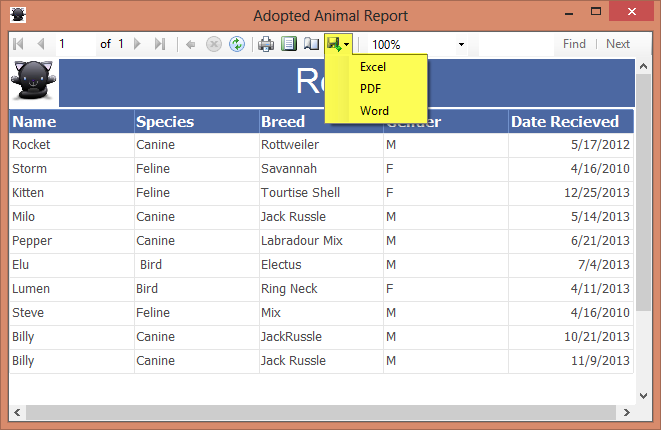 Adopted Animal Report
1 of 1 100% Find | Next
Excel
PDF
Word
Name Species Breed Gender Date Recieved
Rocket Canine Rottweiler M 5/17/2012
Storm Feline Savannah F 4/16/2010
Kitten Feline Tourtise Shell F 12/25/2013
Milo Canine Jack Russle M 5/14/2013
Pepper Canine Labradour Mix M 6/21/2013
Elu Bird Electus M 7/4/2013
Lumen Bird Ring Neck F 4/11/2013
Steve Feline Mix M 4/16/2010
Billy Canine JackRussle M 10/21/2013
Billy Canine Jack Russle M 11/9/2013